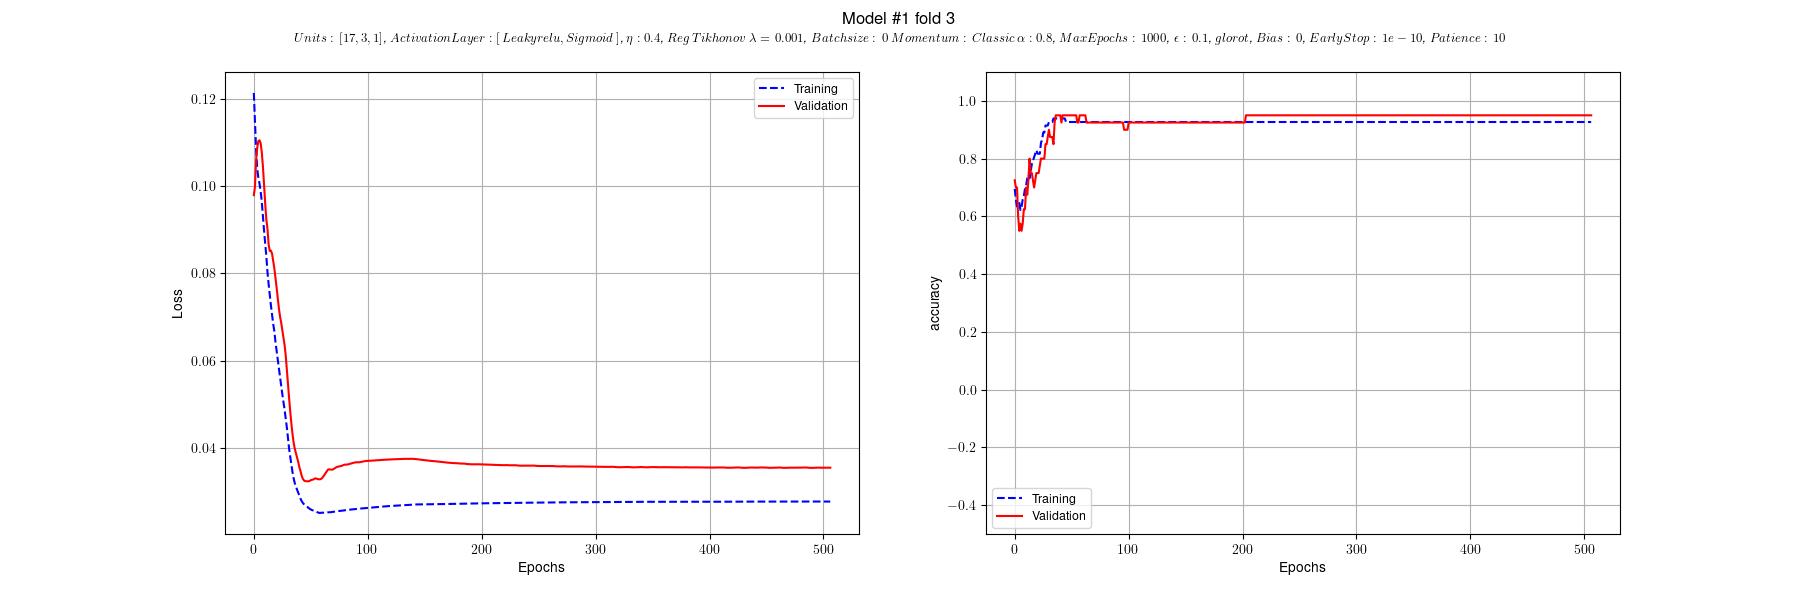 Model #1 fold 3
Units : [17, 3, 1], ActivationLayer : [ Leakyrelu, Sigmoid ], η : 0.4, Reg Tikhonov λ = 0.001, Batchsize : 0 Momentum : Classic α : 0.8, MaxEpochs : 1000, ϵ : 0.1, glorot, Bias : 0, EarlyStop : 1e − 10, Patience : 10
Loss
0.12
0.10
0.08
0.06
0.04
0 100 200 300 400 500
Epochs
Training
Validation
accuracy
1.0
0.8
0.6
0.4
0.2
0.0
−0.2
−0.4
0 100 200 300 400 500
Epochs
Training
Validation